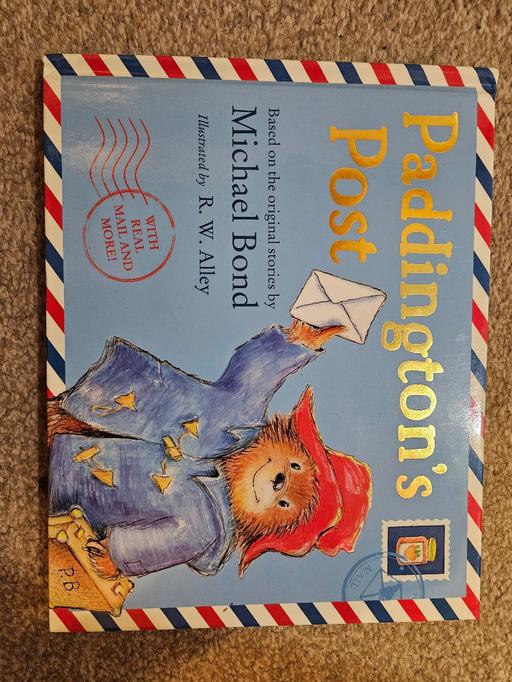 Paddington's
Post
Based on the original stories by
Michael Bond
Illustrated by R. W. Alley
WITH
REAL
MAIL AND
MORE!
P.B